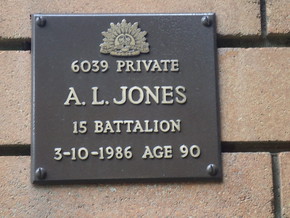 6039 PRIVATE
A. L. JONES
15 BATTALION
3-10-1986 AGE 90